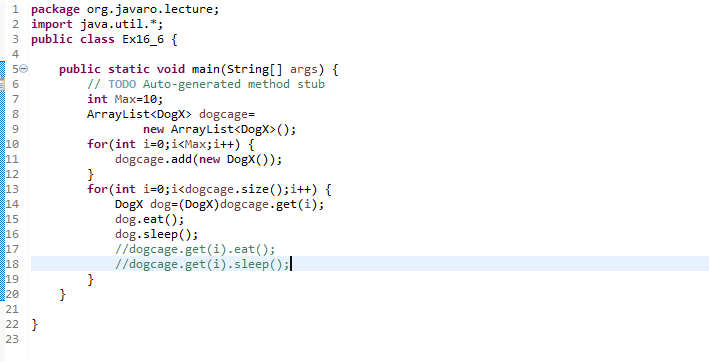 1 package org.javaro.lecture;
2 import java.util.*;
3 public class Ex16_6 {
4
5 public static void main(String[] args) {
6 // TODO Auto-generated method stub
7 int Max=10;
8 ArrayList<DogX> dogcage=
9 new ArrayList<DogX>();
10 for(int i=0;i<Max;i++) {
11 dogcage.add(new DogX());
12 }
13 for(int i=0;i<dogcage.size();i++) {
14 DogX dog=(DogX)dogcage.get(i);
15 dog.eat();
16 dog.sleep();
17 //dogcage.get(i).eat();
18 //dogcage.get(i).sleep();
19 }
20 }
21
22 }
23